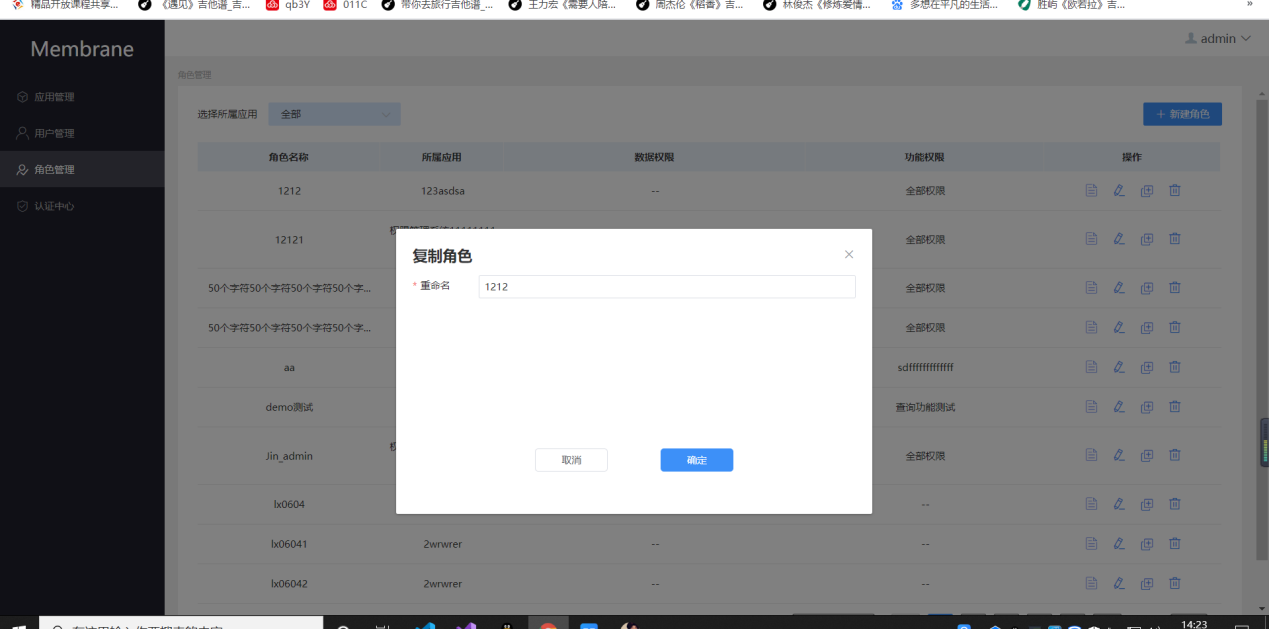 精品开放课程共享... 《遇见》吉他谱_吉... qb3Y 011C 带你去旅行吉他谱_... 王力宏《需要人陪... 周杰伦《稻香》吉... 林俊杰《修炼爱情... 多想在平凡的生活... 胜屿《欧若拉》吉... »
Membrane
admin
应用管理
用户管理
角色管理
认证中心
角色管理
选择所属应用 全部 + 新建角色
角色名称 所属应用 数据权限 功能权限 操作
1212 123asdsa -- 全部权限
12121 全部权限
50个字符50个字符50个字符50个字... 全部权限
50个字符50个字符50个字符50个字... 全部权限
aa sdfffffffffffff
demo测试 查询功能测试
Jin_admin 全部权限
lx0604 --
lx06041 2wrwrer -- --
lx06042 2wrwrer -- --
复制角色
* 重命名 1212
取消 确定
14:23